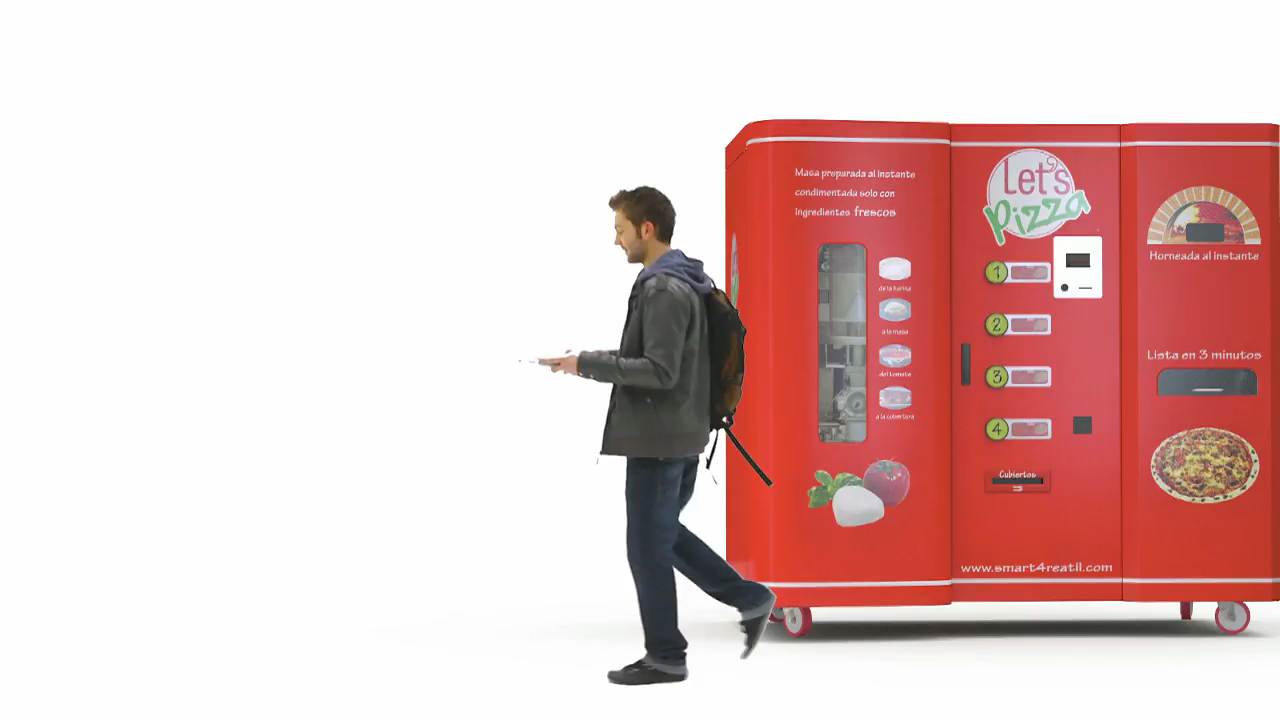 Masa preparada al instante
condimentada solo con
ingredientes frescos
de la harina
a la masa
del tomate
a la cobertura
Let's
Pizza
1
2
3
4
Cubiertos
www.smart4reatil.com
Horneada al instante
Lista en 3 minutos